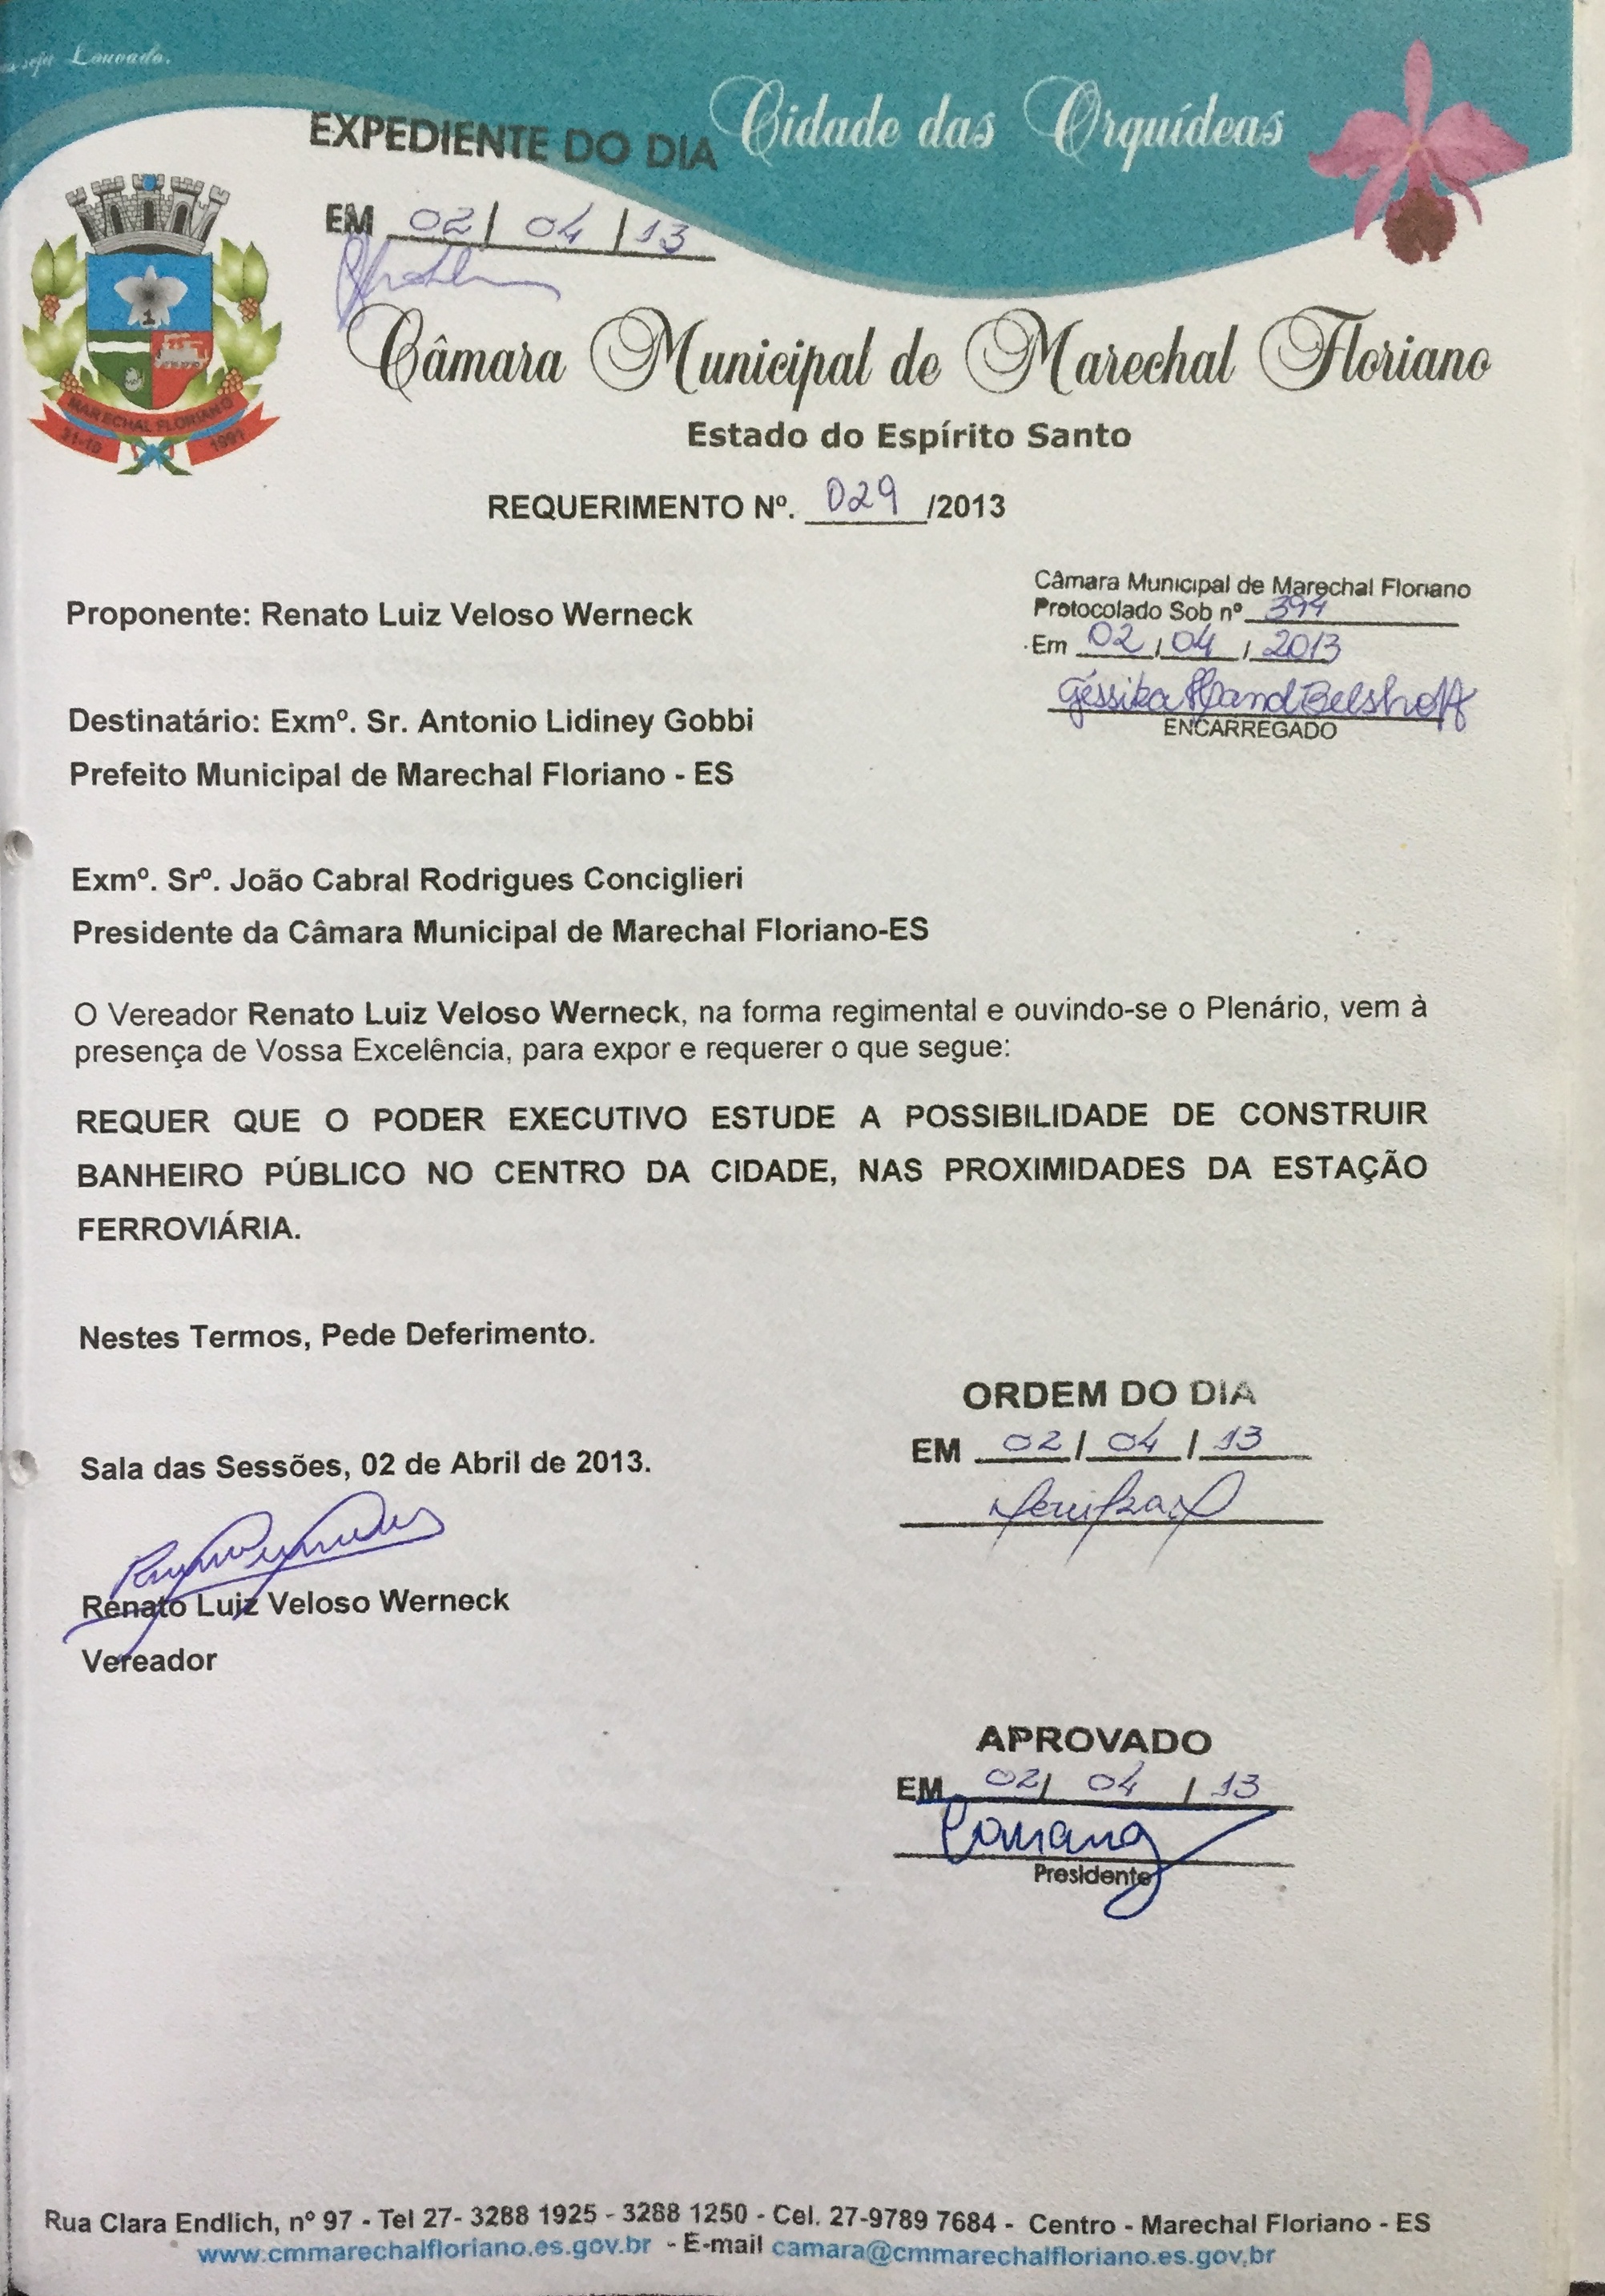 seja Louvado.
Cidade das Orquídeas
EXPEDIENTE DO DIA
EM 02 / 04 / 13
MARECHAL FLORIANO
31-10 1991
Câmara Municipal de Marechal Floriano
Estado do Espírito Santo
REQUERIMENTO Nº. 029 /2013
Câmara Municipal de Marechal Floriano
Protocolado Sob nº 394
Em 02 / 04 / 2013
Géssika
ENCARREGADO
Proponente: Renato Luiz Veloso Werneck
Destinatário: Exmº. Sr. Antonio Lidiney Gobbi
Prefeito Municipal de Marechal Floriano - ES
Exmº. Srº. João Cabral Rodrigues Conciglieri
Presidente da Câmara Municipal de Marechal Floriano-ES
O Vereador Renato Luiz Veloso Werneck, na forma regimental e ouvindo-se o Plenário, vem à
presença de Vossa Excelência, para expor e requerer o que segue:
REQUER QUE O PODER EXECUTIVO ESTUDE A POSSIBILIDADE DE CONSTRUIR
BANHEIRO PÚBLICO NO CENTRO DA CIDADE, NAS PROXIMIDADES DA ESTAÇÃO
FERROVIÁRIA.
Nestes Termos, Pede Deferimento.
ORDEM DO DIA
EM 02 / 04 / 13
Sala das Sessões, 02 de Abril de 2013.
Renato Luiz Veloso Werneck
Vereador
APROVADO
EM 02 / 04 / 13
Presidente
Rua Clara Endlich, nº 97 - Tel 27- 3288 1925 - 3288 1250 - Cel. 27-9789 7684 - Centro - Marechal Floriano - ES
www.cmmarechalfloriano.es.gov.br - E-mail camara@cmmarechalfloriano.es.gov.br